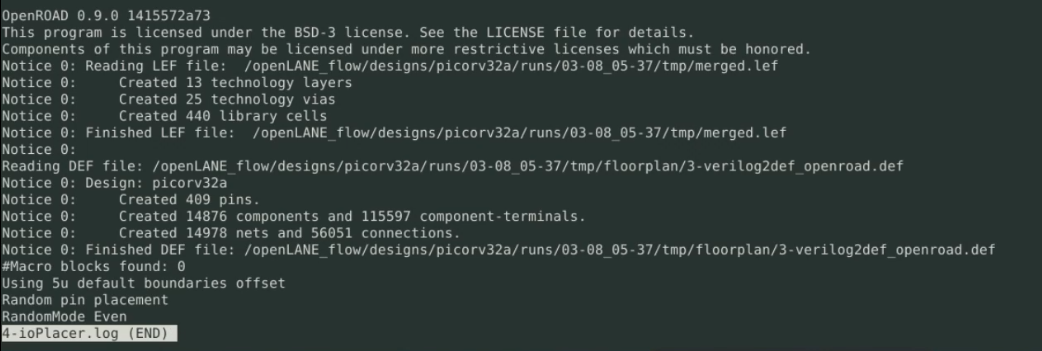 OpenROAD 0.9.0 1415572a73
This program is licensed under the BSD-3 license. See the LICENSE file for details.
Components of this program may be licensed under more restrictive licenses which must be honored.
Notice 0: Reading LEF file:  /openLANE_flow/designs/picorv32a/runs/03-08_05-37/tmp/merged.lef
Notice 0:     Created 13 technology layers
Notice 0:     Created 25 technology vias
Notice 0:     Created 440 library cells
Notice 0: Finished LEF file:  /openLANE_flow/designs/picorv32a/runs/03-08_05-37/tmp/merged.lef
Notice 0:
Reading DEF file: /openLANE_flow/designs/picorv32a/runs/03-08_05-37/tmp/floorplan/3-verilog2def_openroad.def
Notice 0: Design: picorv32a
Notice 0:     Created 409 pins.
Notice 0:     Created 14876 components and 115597 component-terminals.
Notice 0:     Created 14978 nets and 56051 connections.
Notice 0: Finished DEF file: /openLANE_flow/designs/picorv32a/runs/03-08_05-37/tmp/floorplan/3-verilog2def_openroad.def
#Macro blocks found: 0
Using 5u default boundaries offset
Random pin placement
RandomMode Even
4-ioPlacer.log (END)